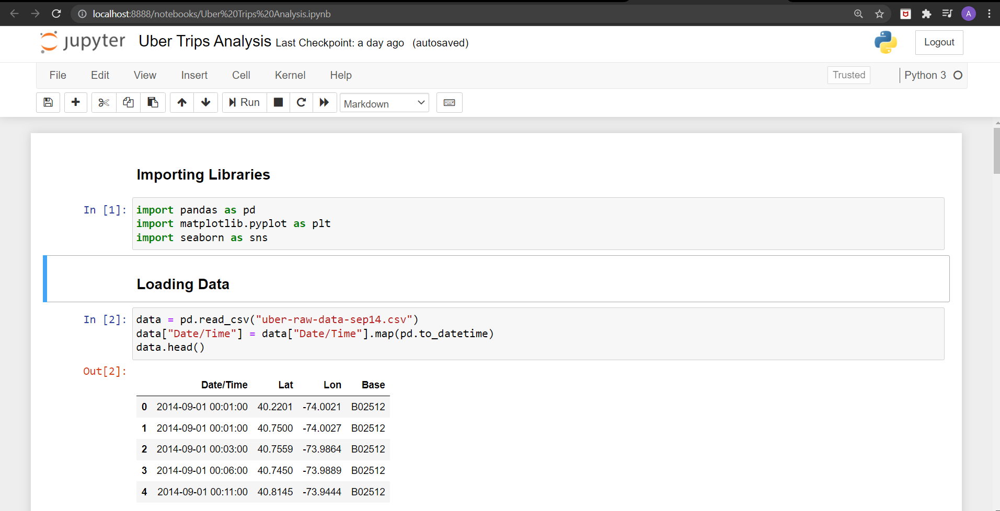 localhost:8888/notebooks/Uber%20Trips%20Analysis.ipynb
A
jupyter Uber Trips Analysis Last Checkpoint: a day ago (autosaved)
Logout
File Edit View Insert Cell Kernel Help
Trusted
Python 3
Run
Markdown
Importing Libraries
In [1]:
import pandas as pd
import matplotlib.pyplot as plt
import seaborn as sns
Loading Data
In [2]:
data = pd.read_csv("uber-raw-data-sep14.csv")
data["Date/Time"] = data["Date/Time"].map(pd.to_datetime)
data.head()
Out[2]:
Date/Time Lat Lon Base
0 2014-09-01 00:01:00 40.2201 -74.0021 B02512
1 2014-09-01 00:01:00 40.7500 -74.0027 B02512
2 2014-09-01 00:03:00 40.7559 -73.9864 B02512
3 2014-09-01 00:06:00 40.7450 -73.9889 B02512
4 2014-09-01 00:11:00 40.8145 -73.9444 B02512